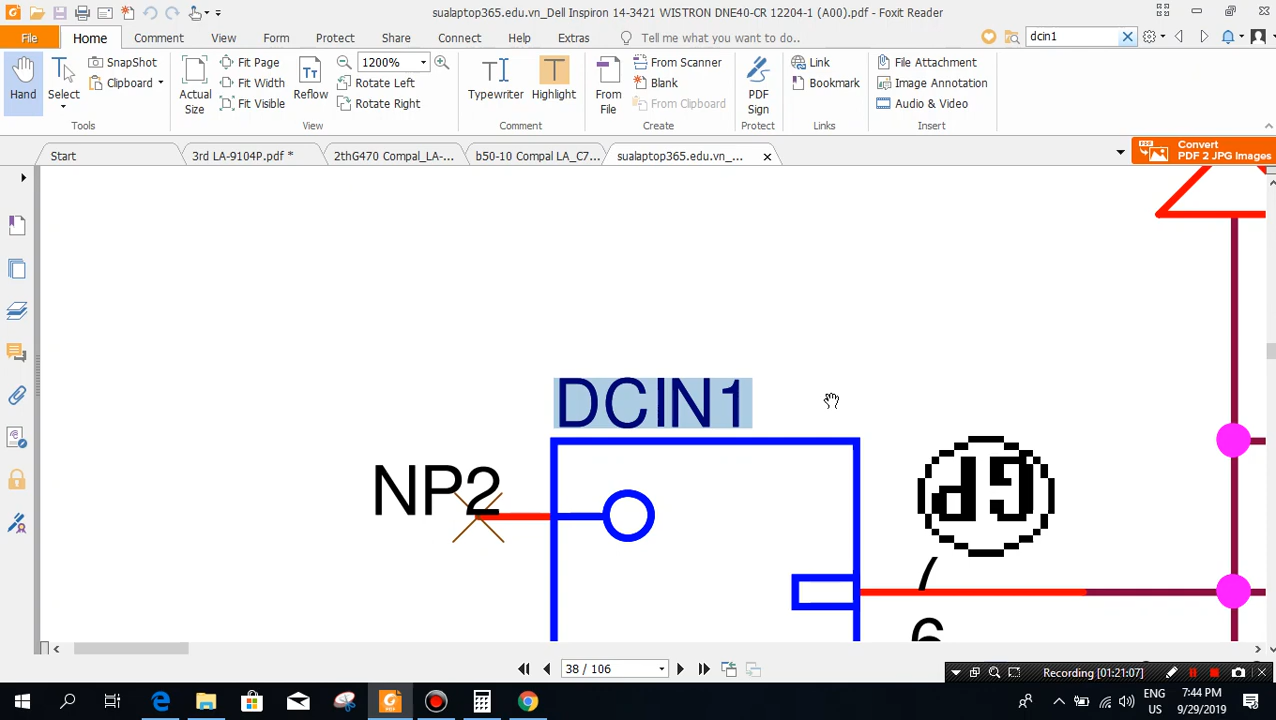 sualaptop365.edu.vn_Dell Inspiron 14-3421 WISTRON DNE40-CR 12204-1 (A00).pdf - Foxit Reader
File Home Comment View Form Protect Share Connect Help Extras Tell me what you want to do.. dcin1
Hand
Select
SnapShot
Clipboard
Tools
Actual Size
Fit Page
Fit Width
Fit Visible
Reflow
1200%
Rotate Left
Rotate Right
View
Typewriter
Highlight
Comment
From File
From Scanner
Blank
From Clipboard
Create
PDF Sign
Protect
Link
Bookmark
Links
File Attachment
Image Annotation
Audio & Video
Insert
Start
3rd LA-9104P.pdf *
2thG470 Compal_LA-...
b50-10 Compal LA_C7...
sualaptop365.edu.vn_...
Convert
PDF 2 JPG Images
DCIN1
NP2
7
6
38 / 106
Recording [01:21:07]
ENG
US
7:44 PM
9/29/2019